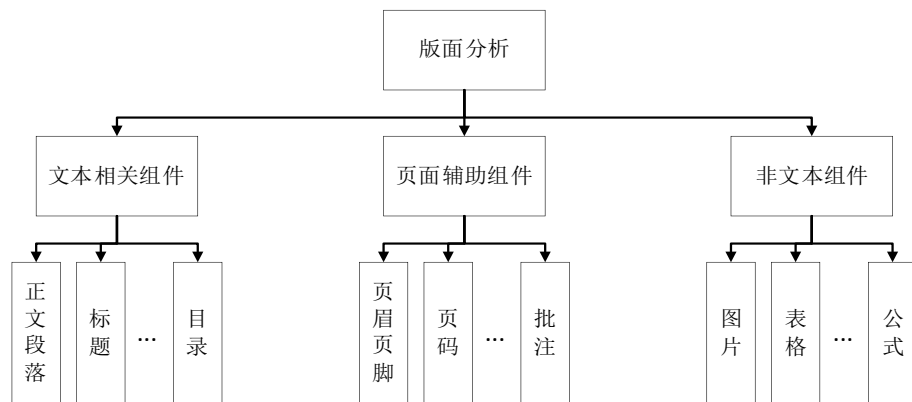 版面分析
文本相关组件
页面辅助组件
非文本组件
正文段落
标题
...
目录
页眉页脚
页码
...
批注
图片
表格
...
公式